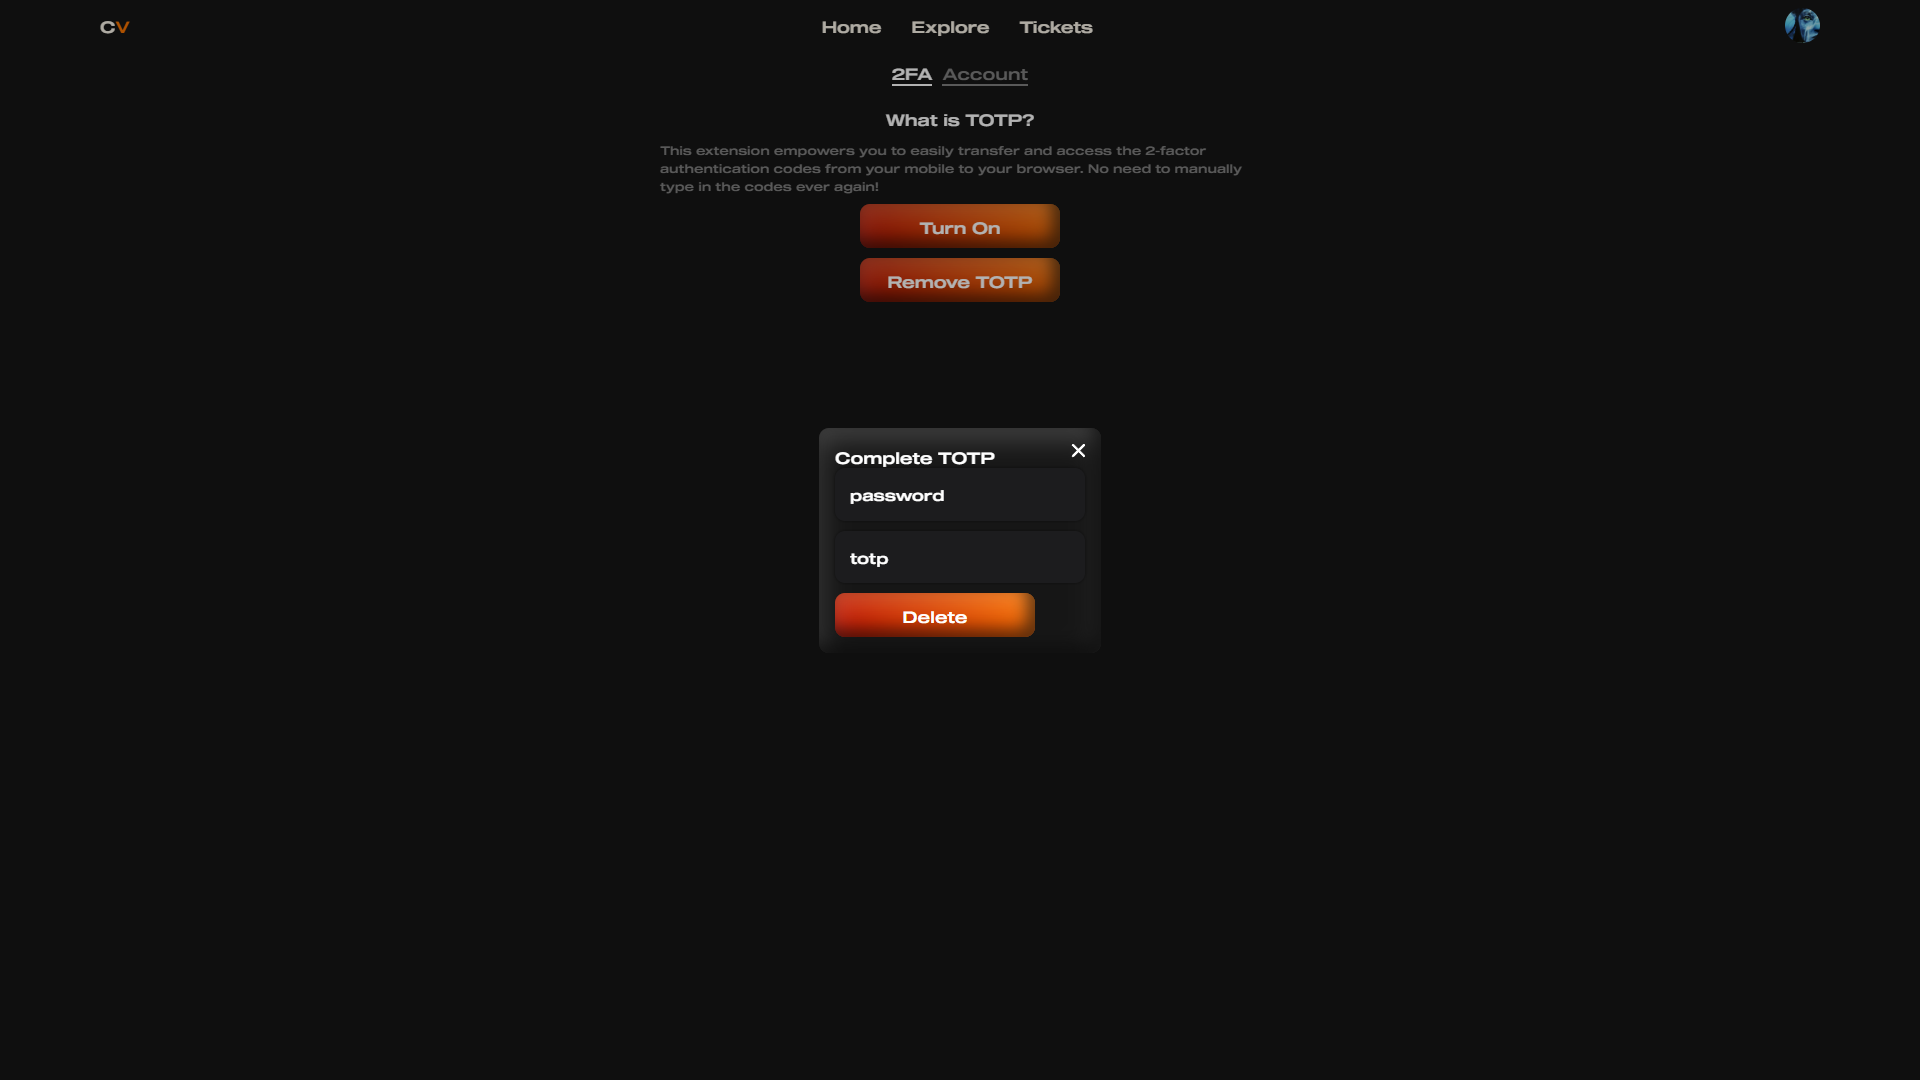 CV
Home Explore Tickets
2FA Account
What is TOTP?
This extension empowers you to easily transfer and access the 2-factor
authentication codes from your mobile to your browser. No need to manually
type in the codes ever again!
Turn On
Remove TOTP
Complete TOTP
password
totp
Delete